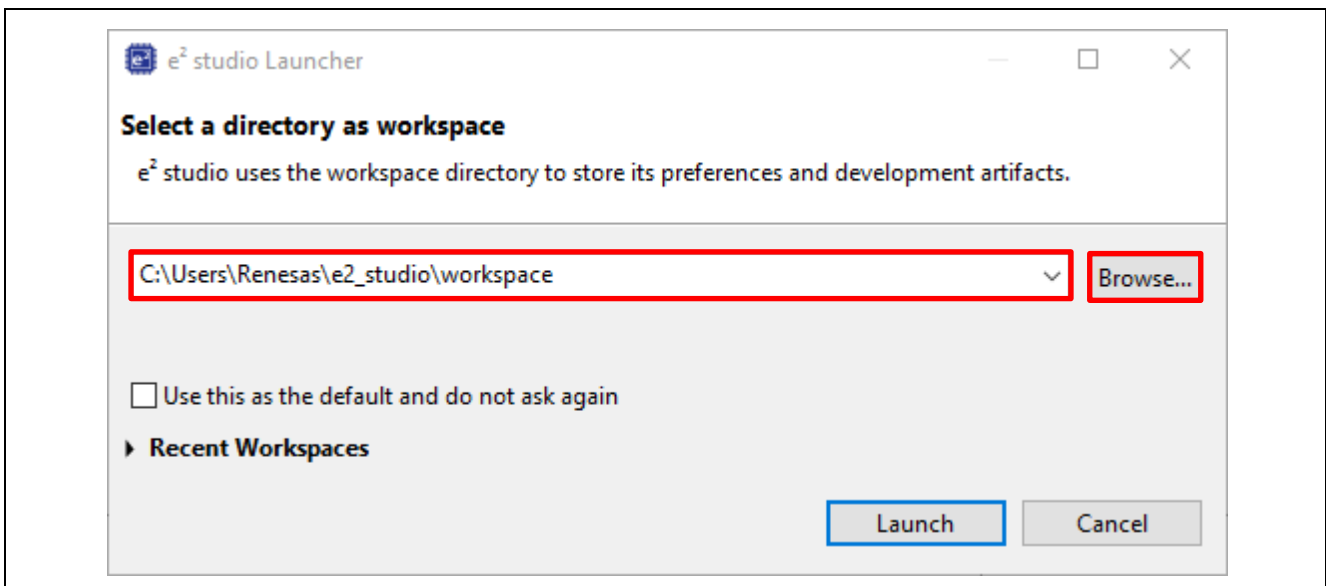 e² studio Launcher
Select a directory as workspace
e² studio uses the workspace directory to store its preferences and development artifacts.
C:\Users\Renesas\e2_studio\workspace
Browse...
Use this as the default and do not ask again
Recent Workspaces
Launch Cancel